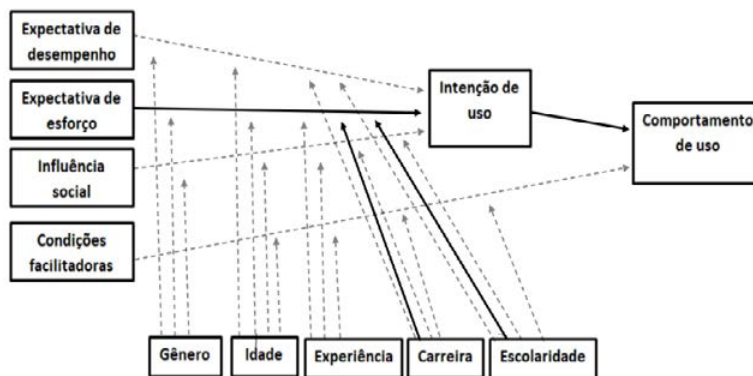 Expectativa de
desempenho
Expectativa de
esforço
Influência
social
Condições
facilitadoras
Intenção de
uso
Comportamento
de uso
Gênero
Idade
Experiência
Carreira
Escolaridade